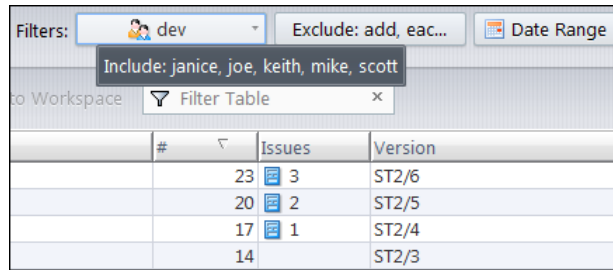 Filters: dev Exclude: add, eac... Date Range
Include: janice, joe, keith, mike, scott
to Workspace Filter Table ×
# Issues Version
23 3 ST2/6
20 2 ST2/5
17 1 ST2/4
14 ST2/3